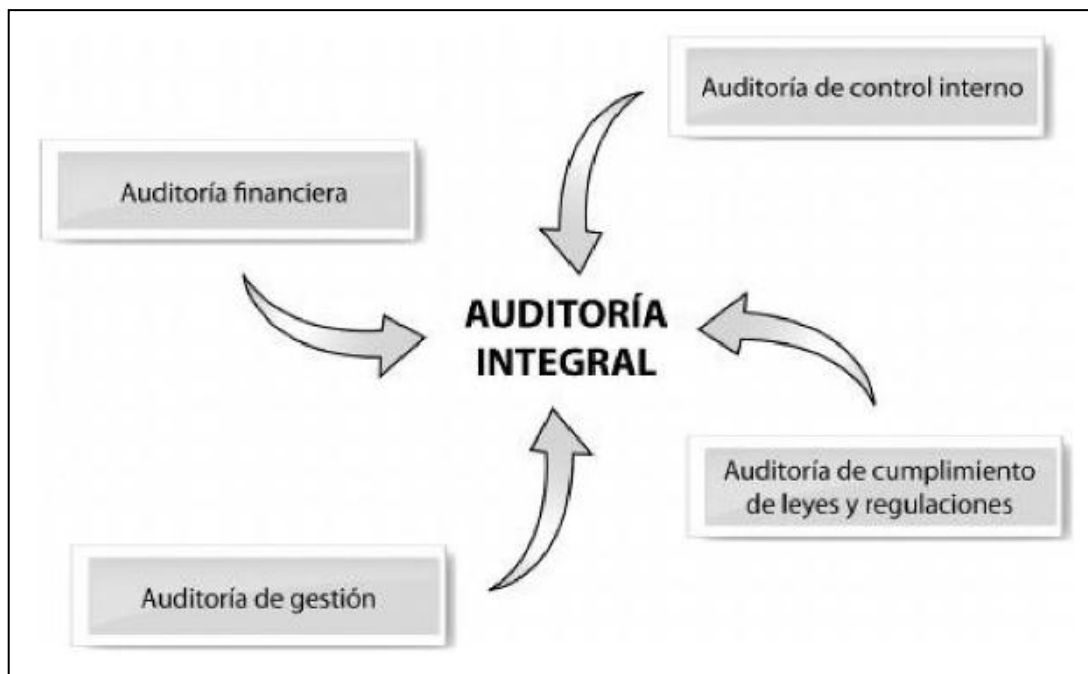 Auditoría de control interno
Auditoría financiera
AUDITORÍA
INTEGRAL
Auditoría de cumplimiento
de leyes y regulaciones
Auditoría de gestión